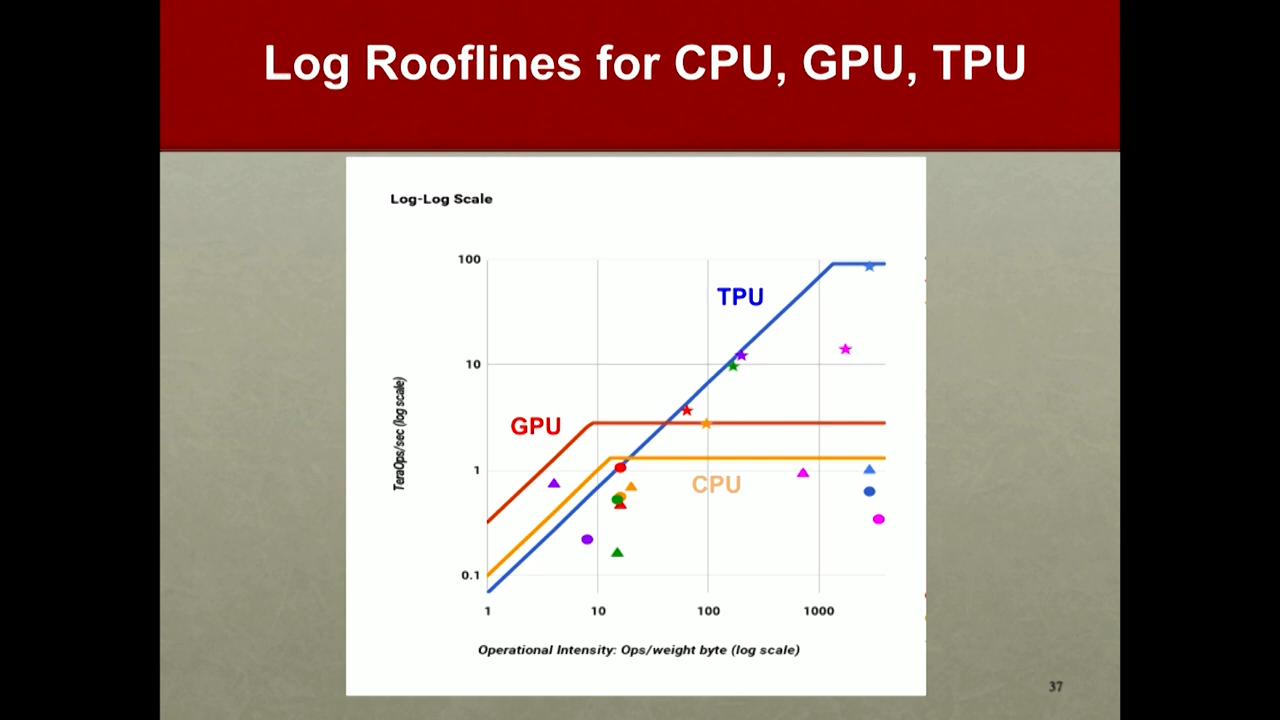 Log Rooflines for CPU, GPU, TPU
Log-Log Scale
100
TPU
10
TeraOps/sec (log scale)
GPU
1
CPU
0.1
1 10 100 1000
Operational Intensity: Ops/weight byte (log scale)
37